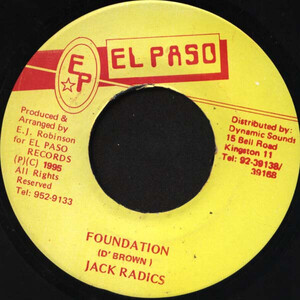 EP
EL PASO
Produced &
Arranged by
E.J. Robinson
for EL PASO
RECORDS
(P)(C) 1995
All Rights
Reserved
Tel: 952-9133
Distributed by:
Dynamic Sounds
15 Bell Road
Kingston 11
Tel: 92-39138/
39168
FOUNDATION
(D'BROWN)
JACK RADICS